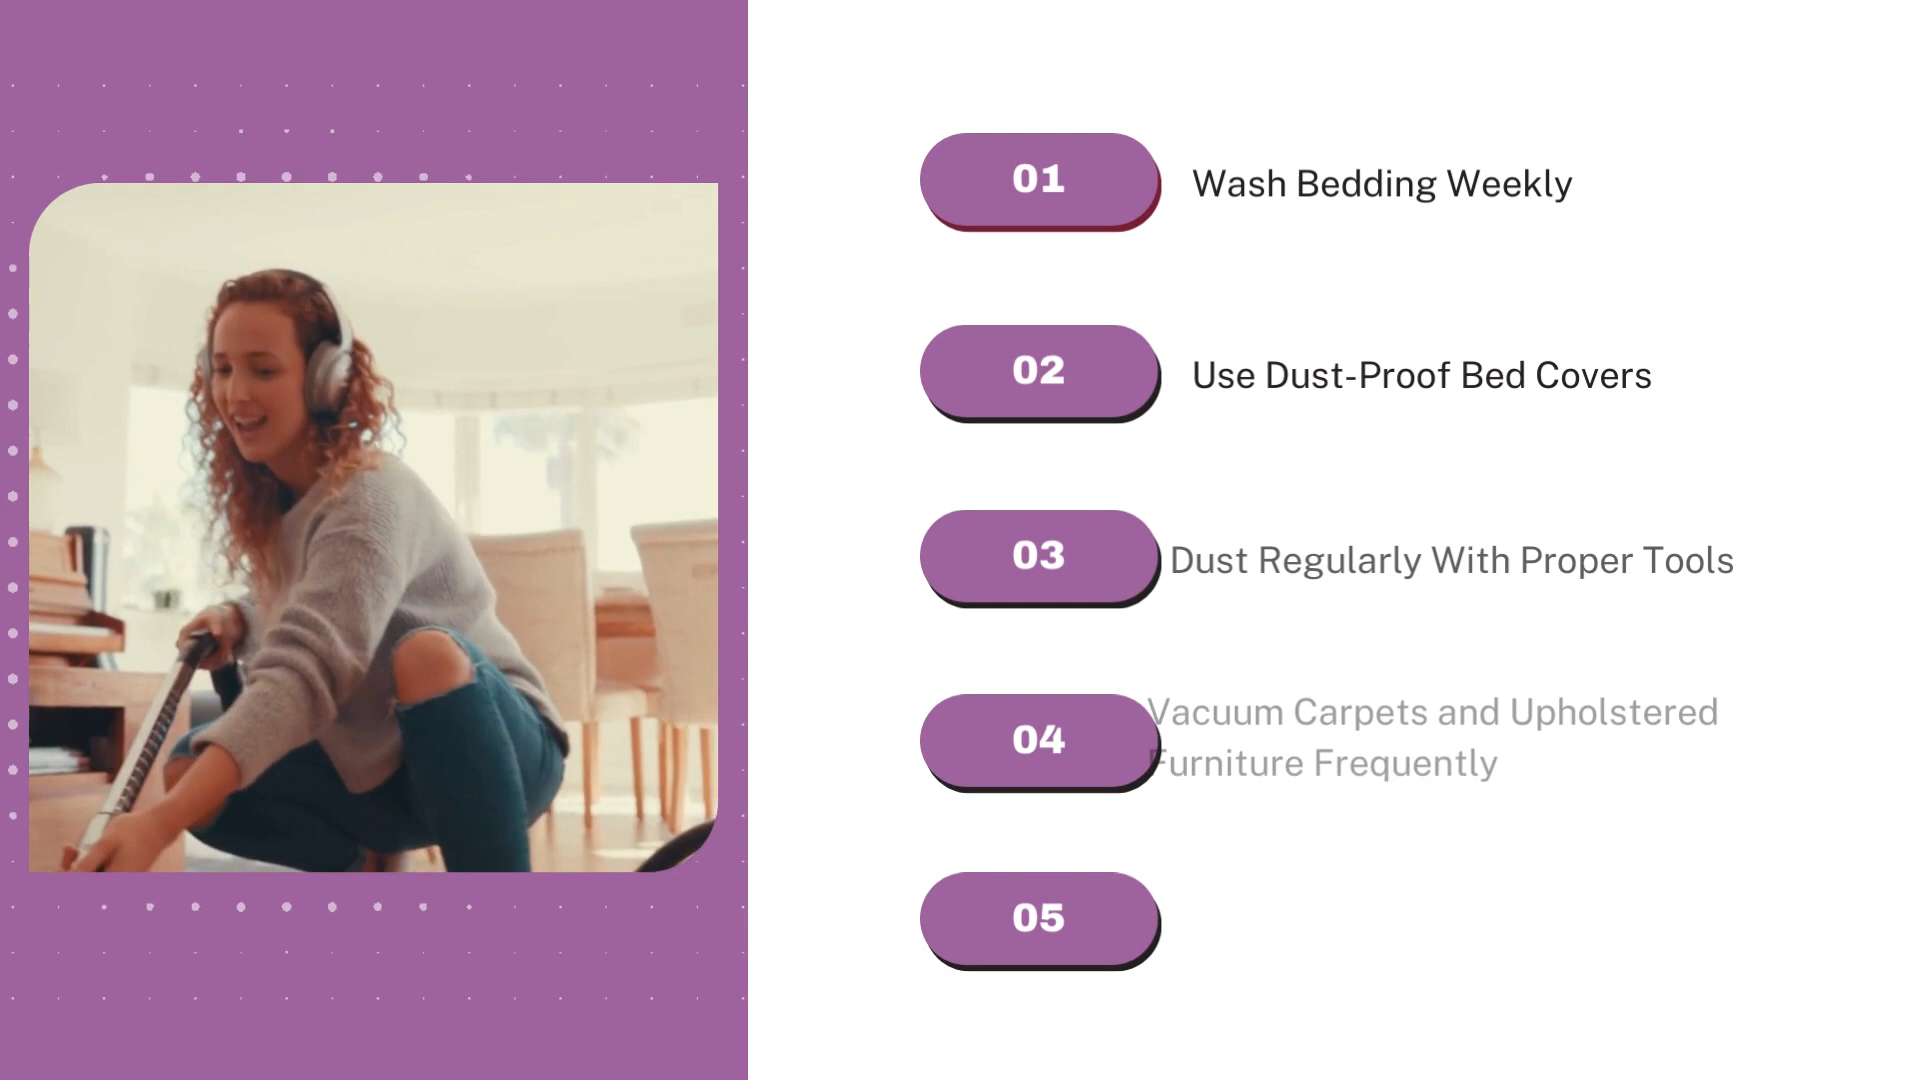 01
Wash Bedding Weekly
02
Use Dust-Proof Bed Covers
03
Dust Regularly With Proper Tools
04
Vacuum Carpets and Upholstered
Furniture Frequently
05